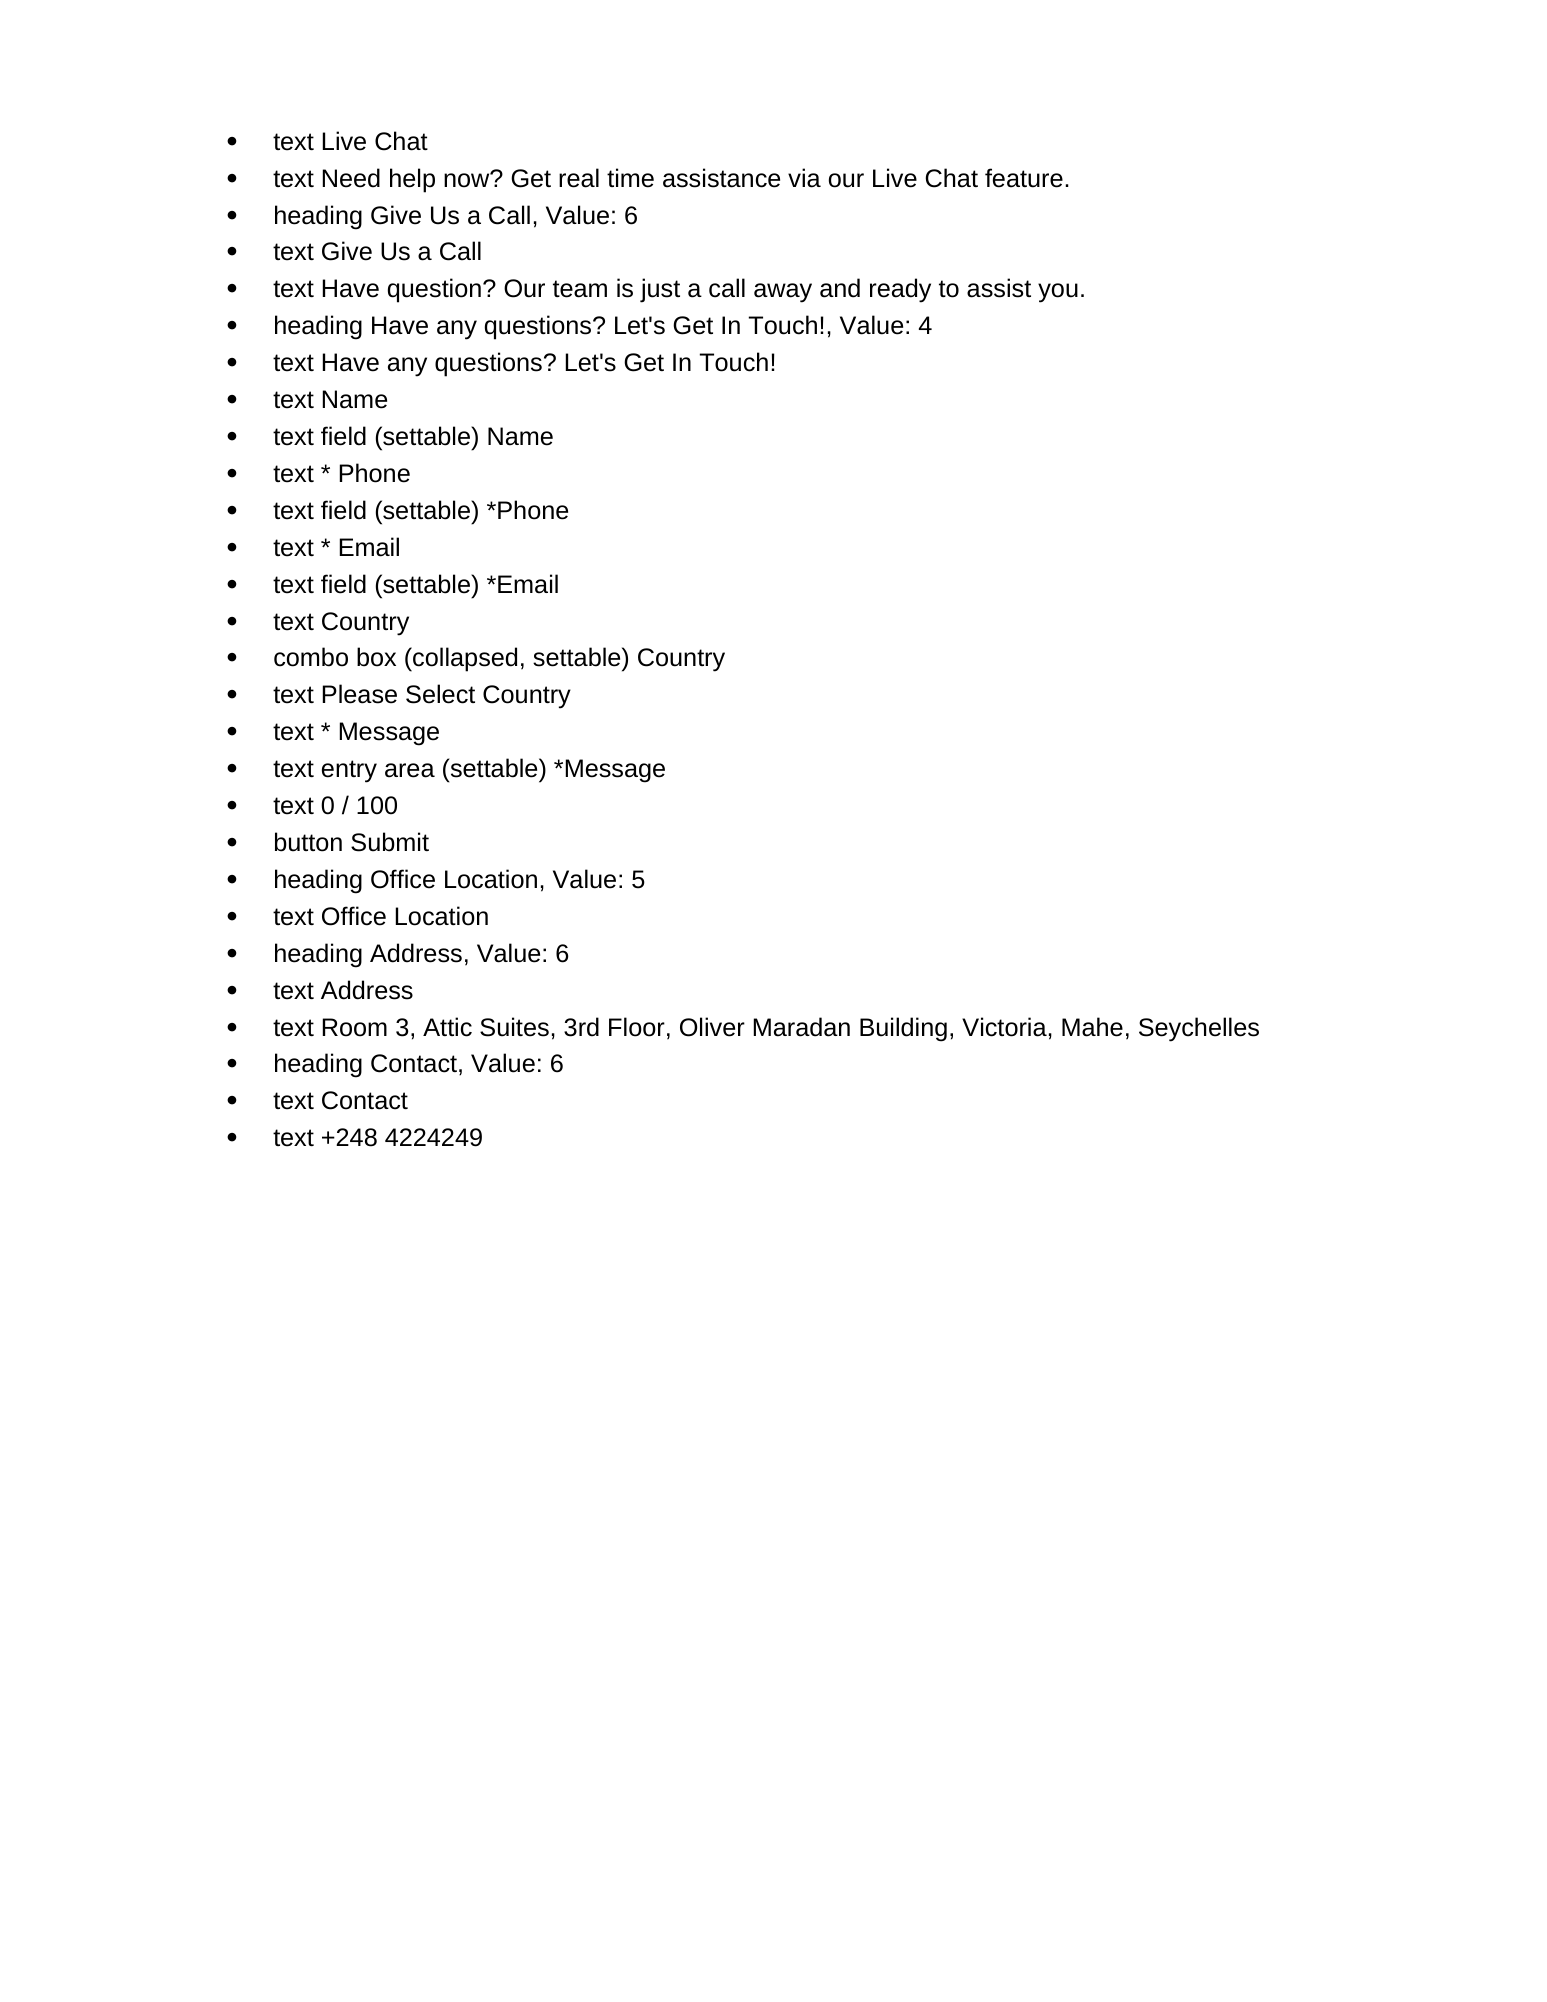 • text Live Chat
• text Need help now? Get real time assistance via our Live Chat feature.
• heading Give Us a Call, Value: 6
• text Give Us a Call
• text Have question? Our team is just a call away and ready to assist you.
• heading Have any questions? Let's Get In Touch!, Value: 4
• text Have any questions? Let's Get In Touch!
• text Name
• text field (settable) Name
• text * Phone
• text field (settable) *Phone
• text * Email
• text field (settable) *Email
• text Country
• combo box (collapsed, settable) Country
• text Please Select Country
• text * Message
• text entry area (settable) *Message
• text 0 / 100
• button Submit
• heading Office Location, Value: 5
• text Office Location
• heading Address, Value: 6
• text Address
• text Room 3, Attic Suites, 3rd Floor, Oliver Maradan Building, Victoria, Mahe, Seychelles
• heading Contact, Value: 6
• text Contact
• text +248 4224249